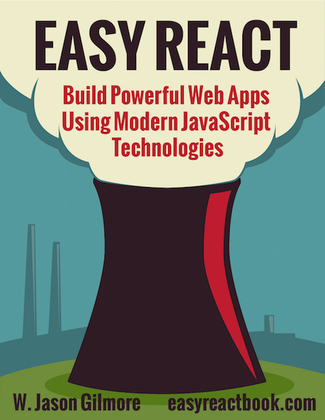 EASY REACT
Build Powerful Web Apps
Using Modern JavaScript
Technologies
W. Jason Gilmore easyreactbook.com